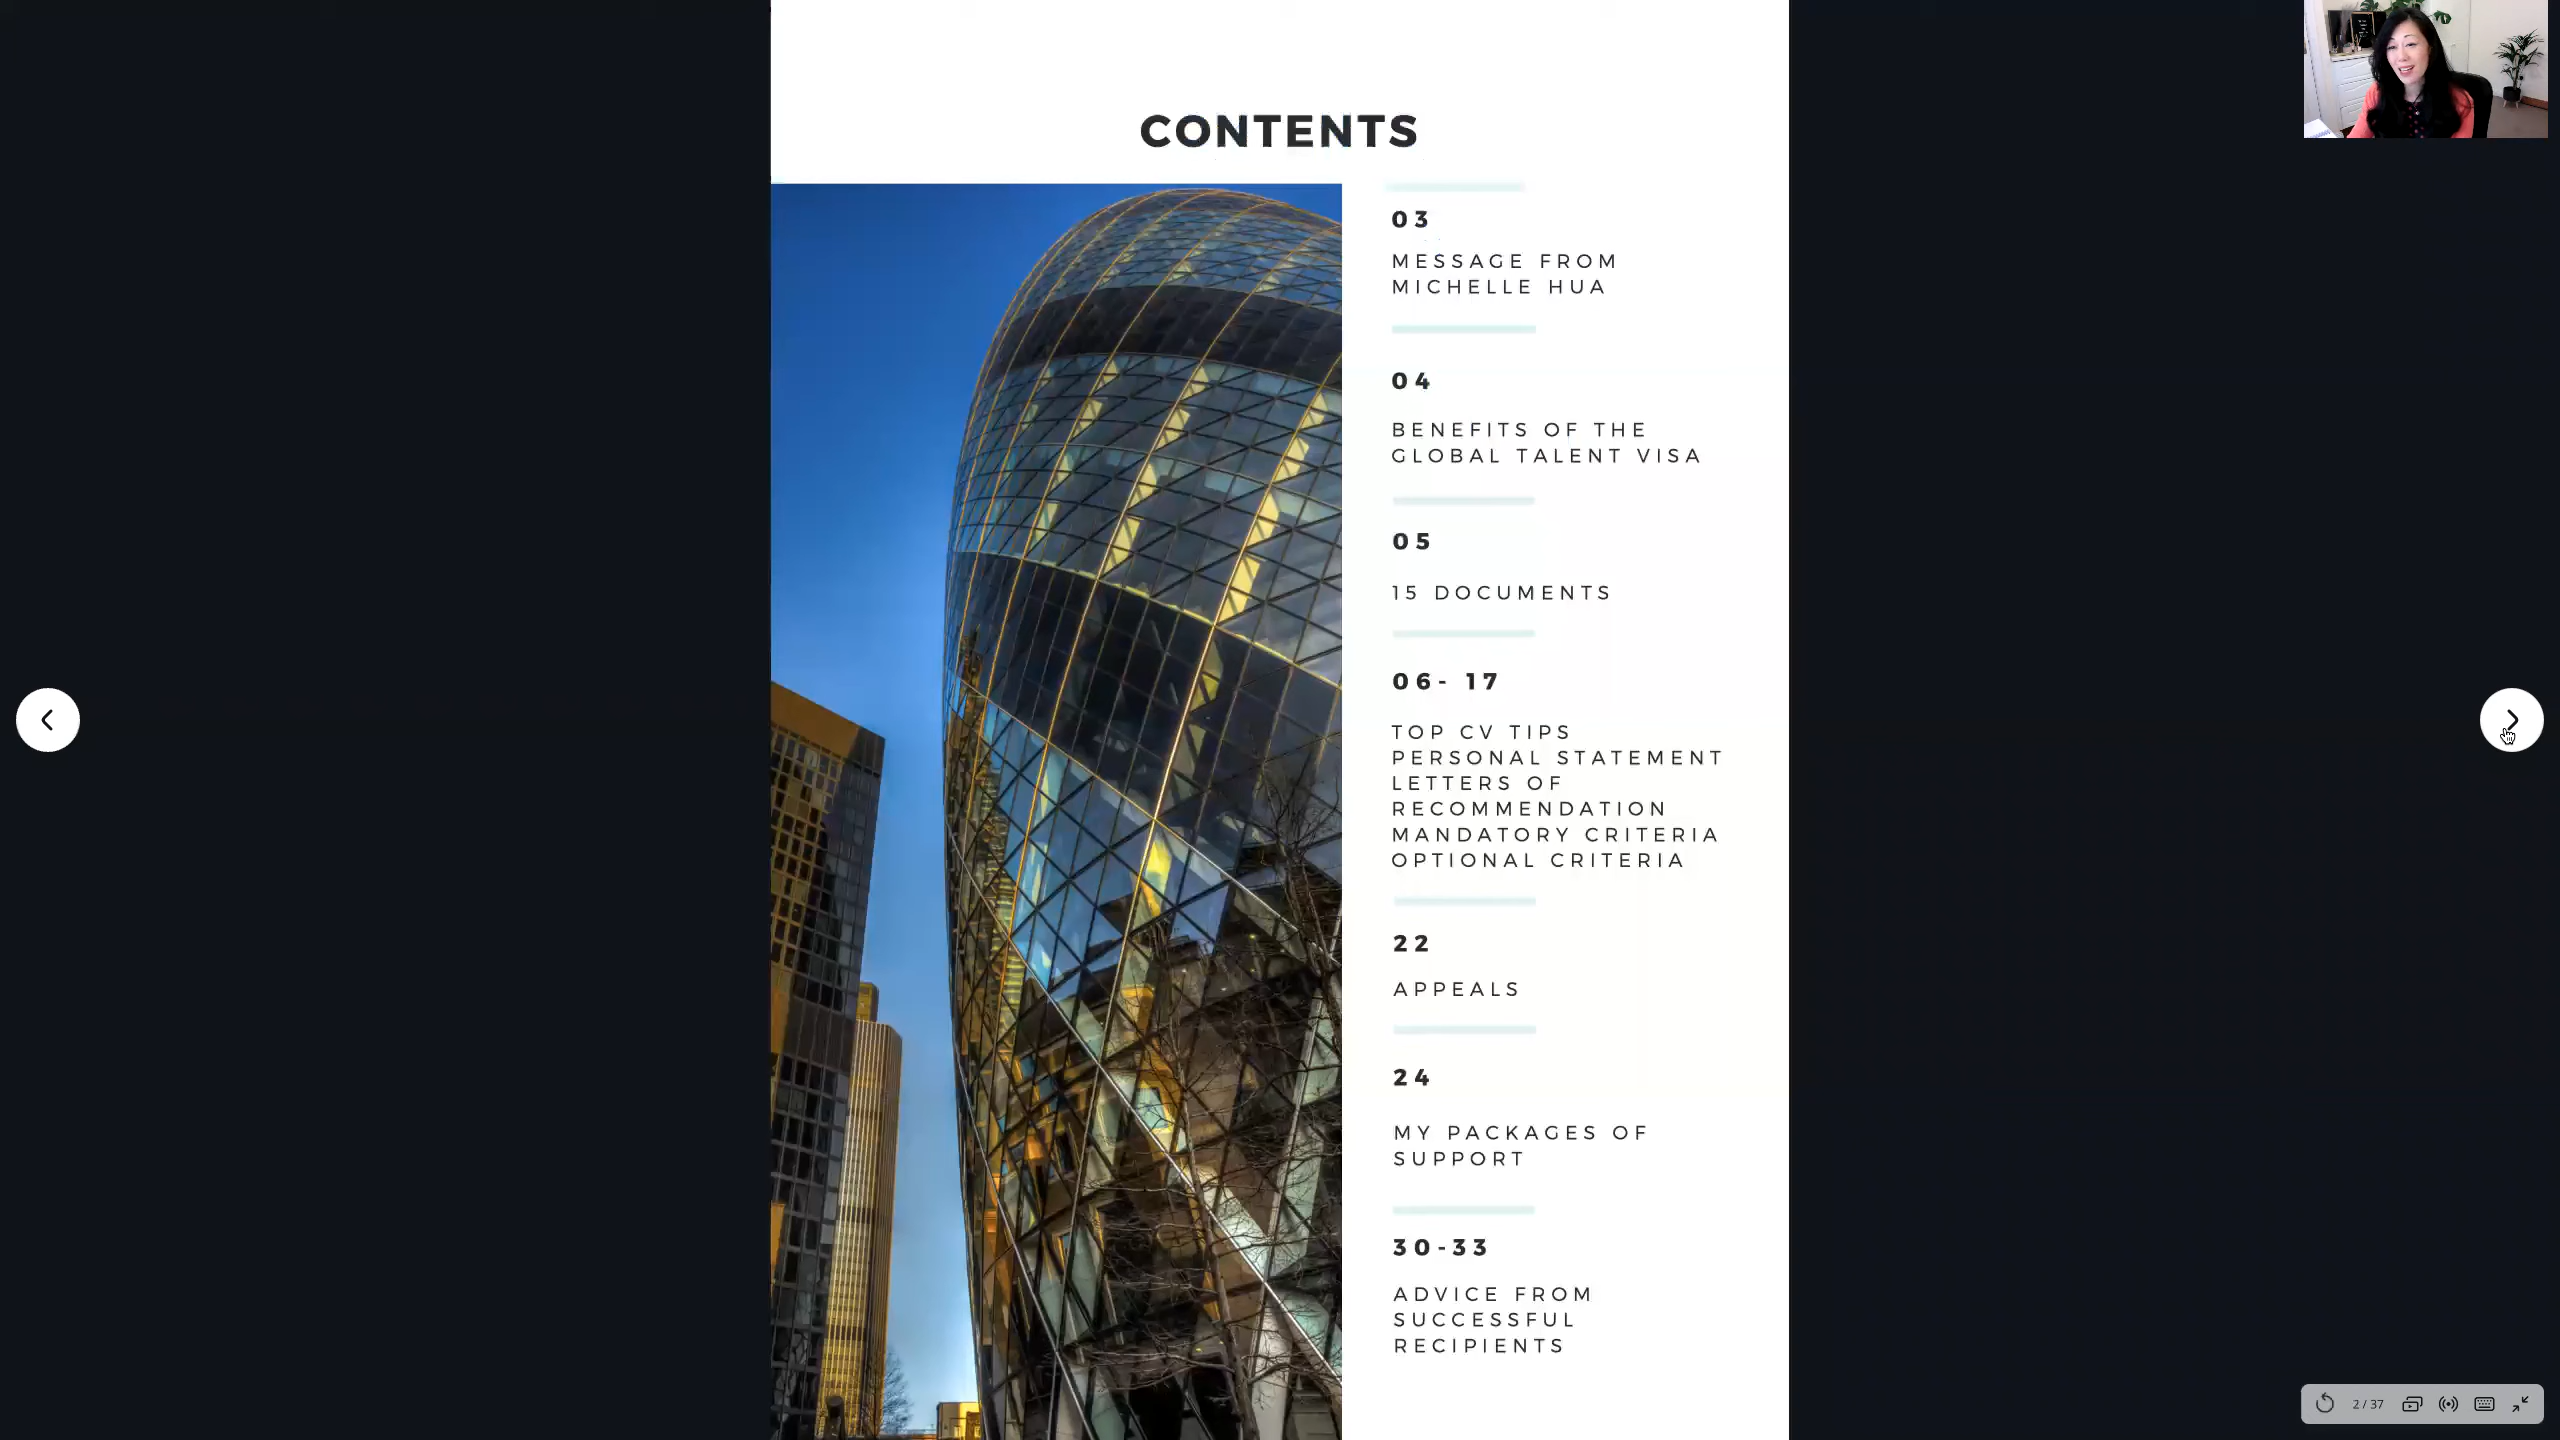 CONTENTS
03
MESSAGE FROM
MICHELLE HUA
04
BENEFITS OF THE
GLOBAL TALENT VISA
05
15 DOCUMENTS
06- 17
TOP CV TIPS
PERSONAL STATEMENT
LETTERS OF
RECOMMENDATION
MANDATORY CRITERIA
OPTIONAL CRITERIA
22
APPEALS
24
MY PACKAGES OF
SUPPORT
30-33
ADVICE FROM
SUCCESSFUL
RECIPIENTS
2 / 37